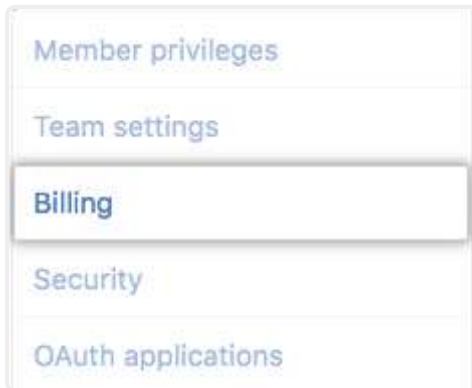 Member privileges
Team settings
Billing
Security
OAuth applications